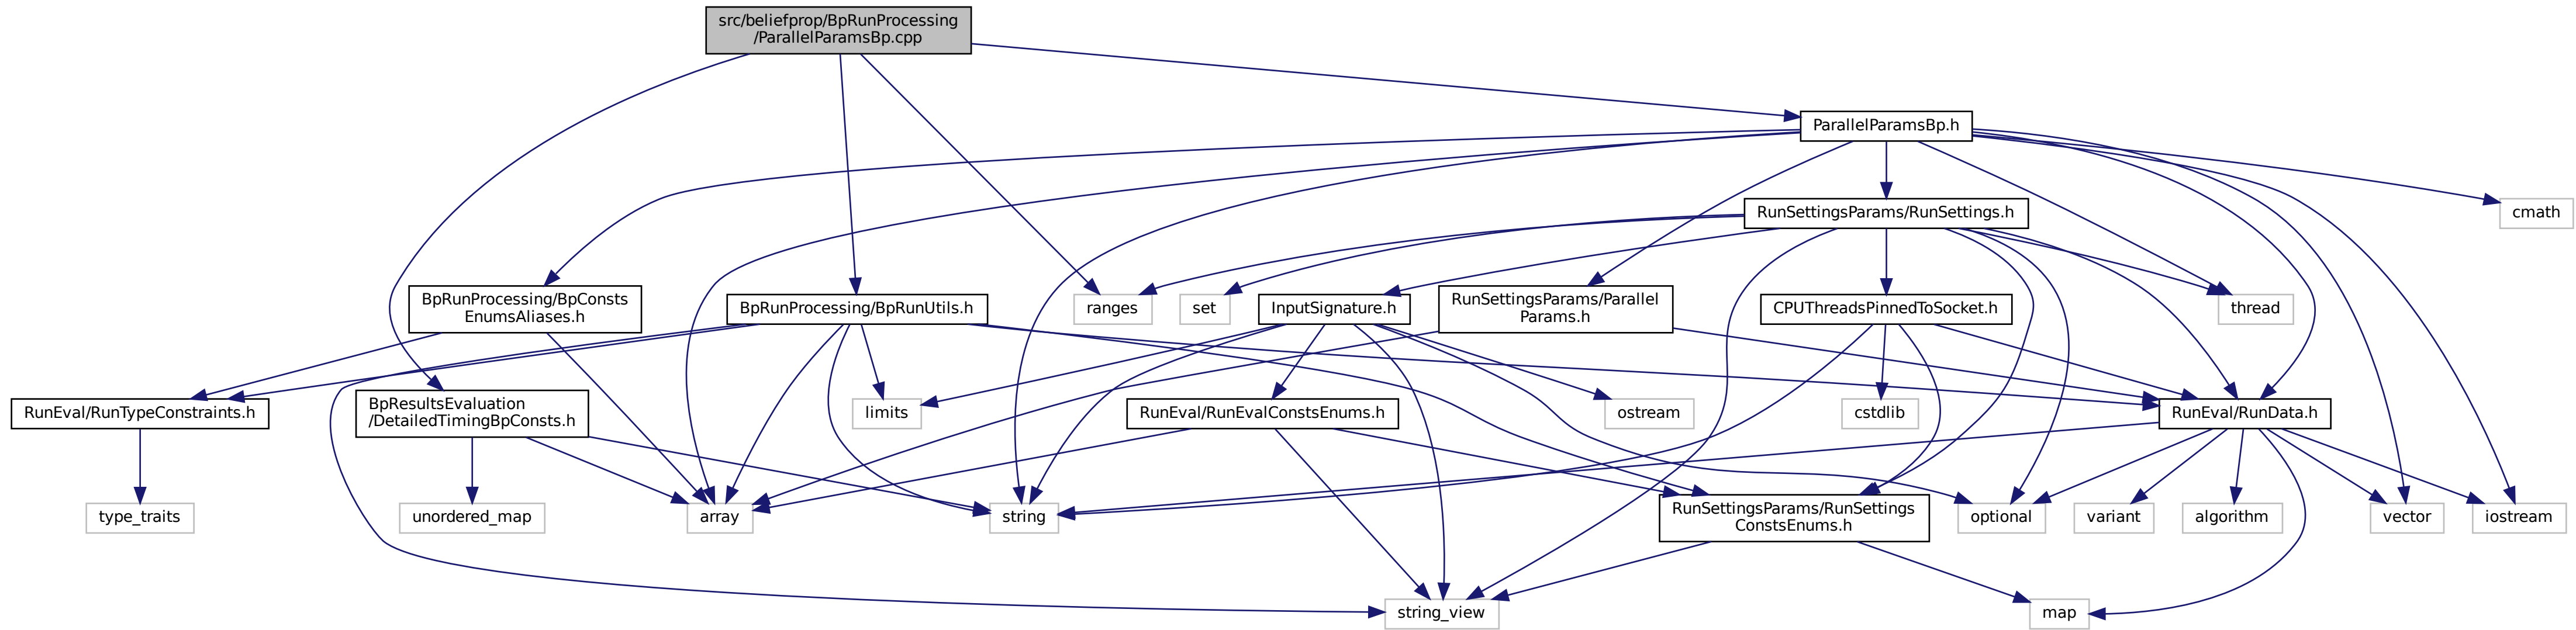 src/beliefprop/BpRunProcessing
/ParallelParamsBp.cpp
ParallelParamsBp.h
RunSettingsParams/RunSettings.h
cmath
BpRunProcessing/BpConsts
EnumsAliases.h
BpRunProcessing/BpRunUtils.h
ranges
set
InputSignature.h
RunSettingsParams/Parallel
Params.h
CPUThreadsPinnedToSocket.h
thread
RunEval/RunTypeConstraints.h
BpResultsEvaluation
/DetailedTimingBpConsts.h
limits
RunEval/RunEvalConstsEnums.h
ostream
cstdlib
RunEval/RunData.h
type_traits
unordered_map
array
string
RunSettingsParams/RunSettings
ConstsEnums.h
optional
variant
algorithm
vector
iostream
string_view
map